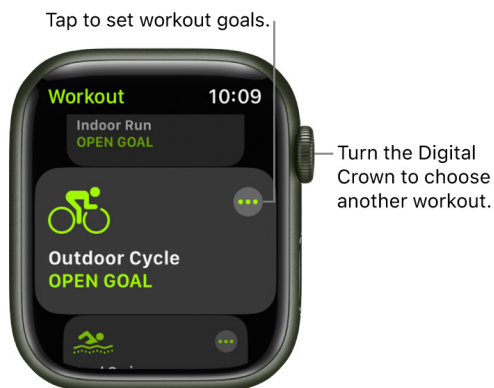 Tap to set workout goals.
Workout 10:09
Indoor Run
OPEN GOAL
Turn the Digital
Crown to choose
another workout.
Outdoor Cycle
OPEN GOAL